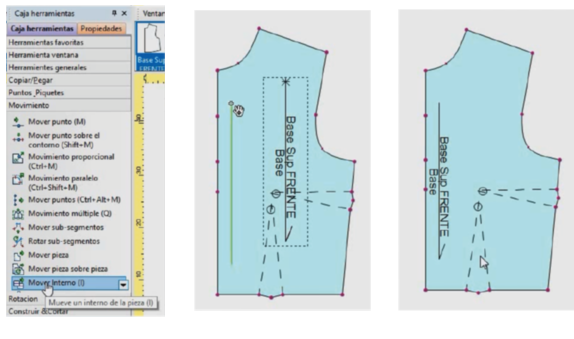 Caja herramientas
Ventan
Caja herramientas Propiedades
Herramientas favoritas
Herramienta ventana
Herramientas generales
Copiar/Pegar
Puntos_Piquetes
Movimiento
Mover punto (M)
Mover punto sobre el
contorno (Shift+M)
Movimiento proporcional
(Ctrl+M)
Movimiento paralelo
(Ctrl+Shift+M)
Mover puntos (Ctrl+Alt+M)
Movimiento múltiple (Q)
Mover sub-segmentos
Rotar sub-segmentos
Mover pieza
Mover pieza sobre pieza
Mover Interno (I)
Rotacion
Mueve un interno de la pieza (I)
Construir & Cortar
Base Sup
Base Sup FRENTE
Base
Base Sup FRENTE
Base